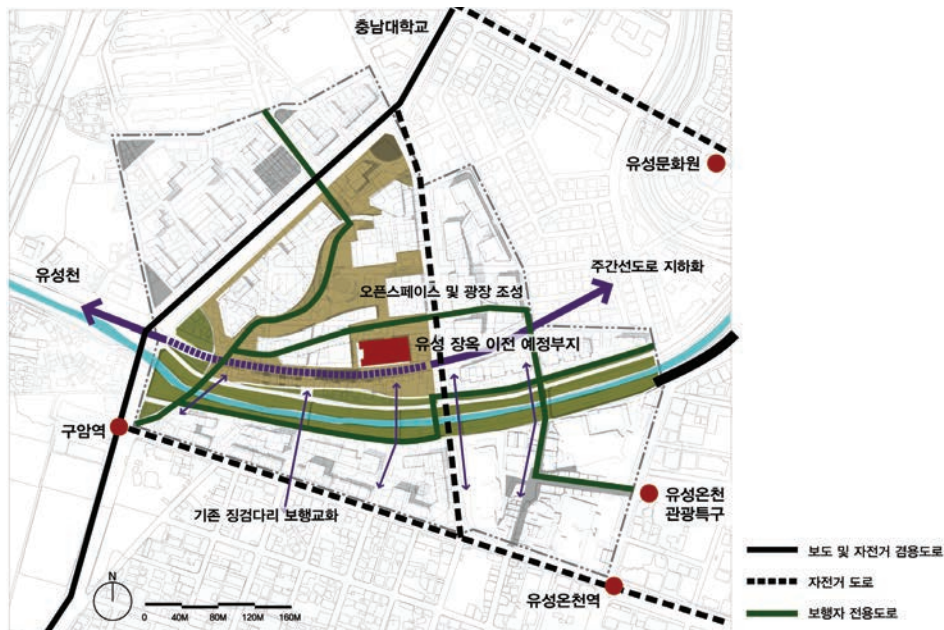 충남대학교
유성문화원
주간선도로 지하화
유성천
오픈스페이스 및 광장 조성
유성 장옥 이전 예정부지
구암역
유성온천
관광특구
기존 징검다리 보행교화
유성온천역
N
0 40M 80M 120M 160M
보도 및 자전거 겸용도로
자전거 도로
보행자 전용도로